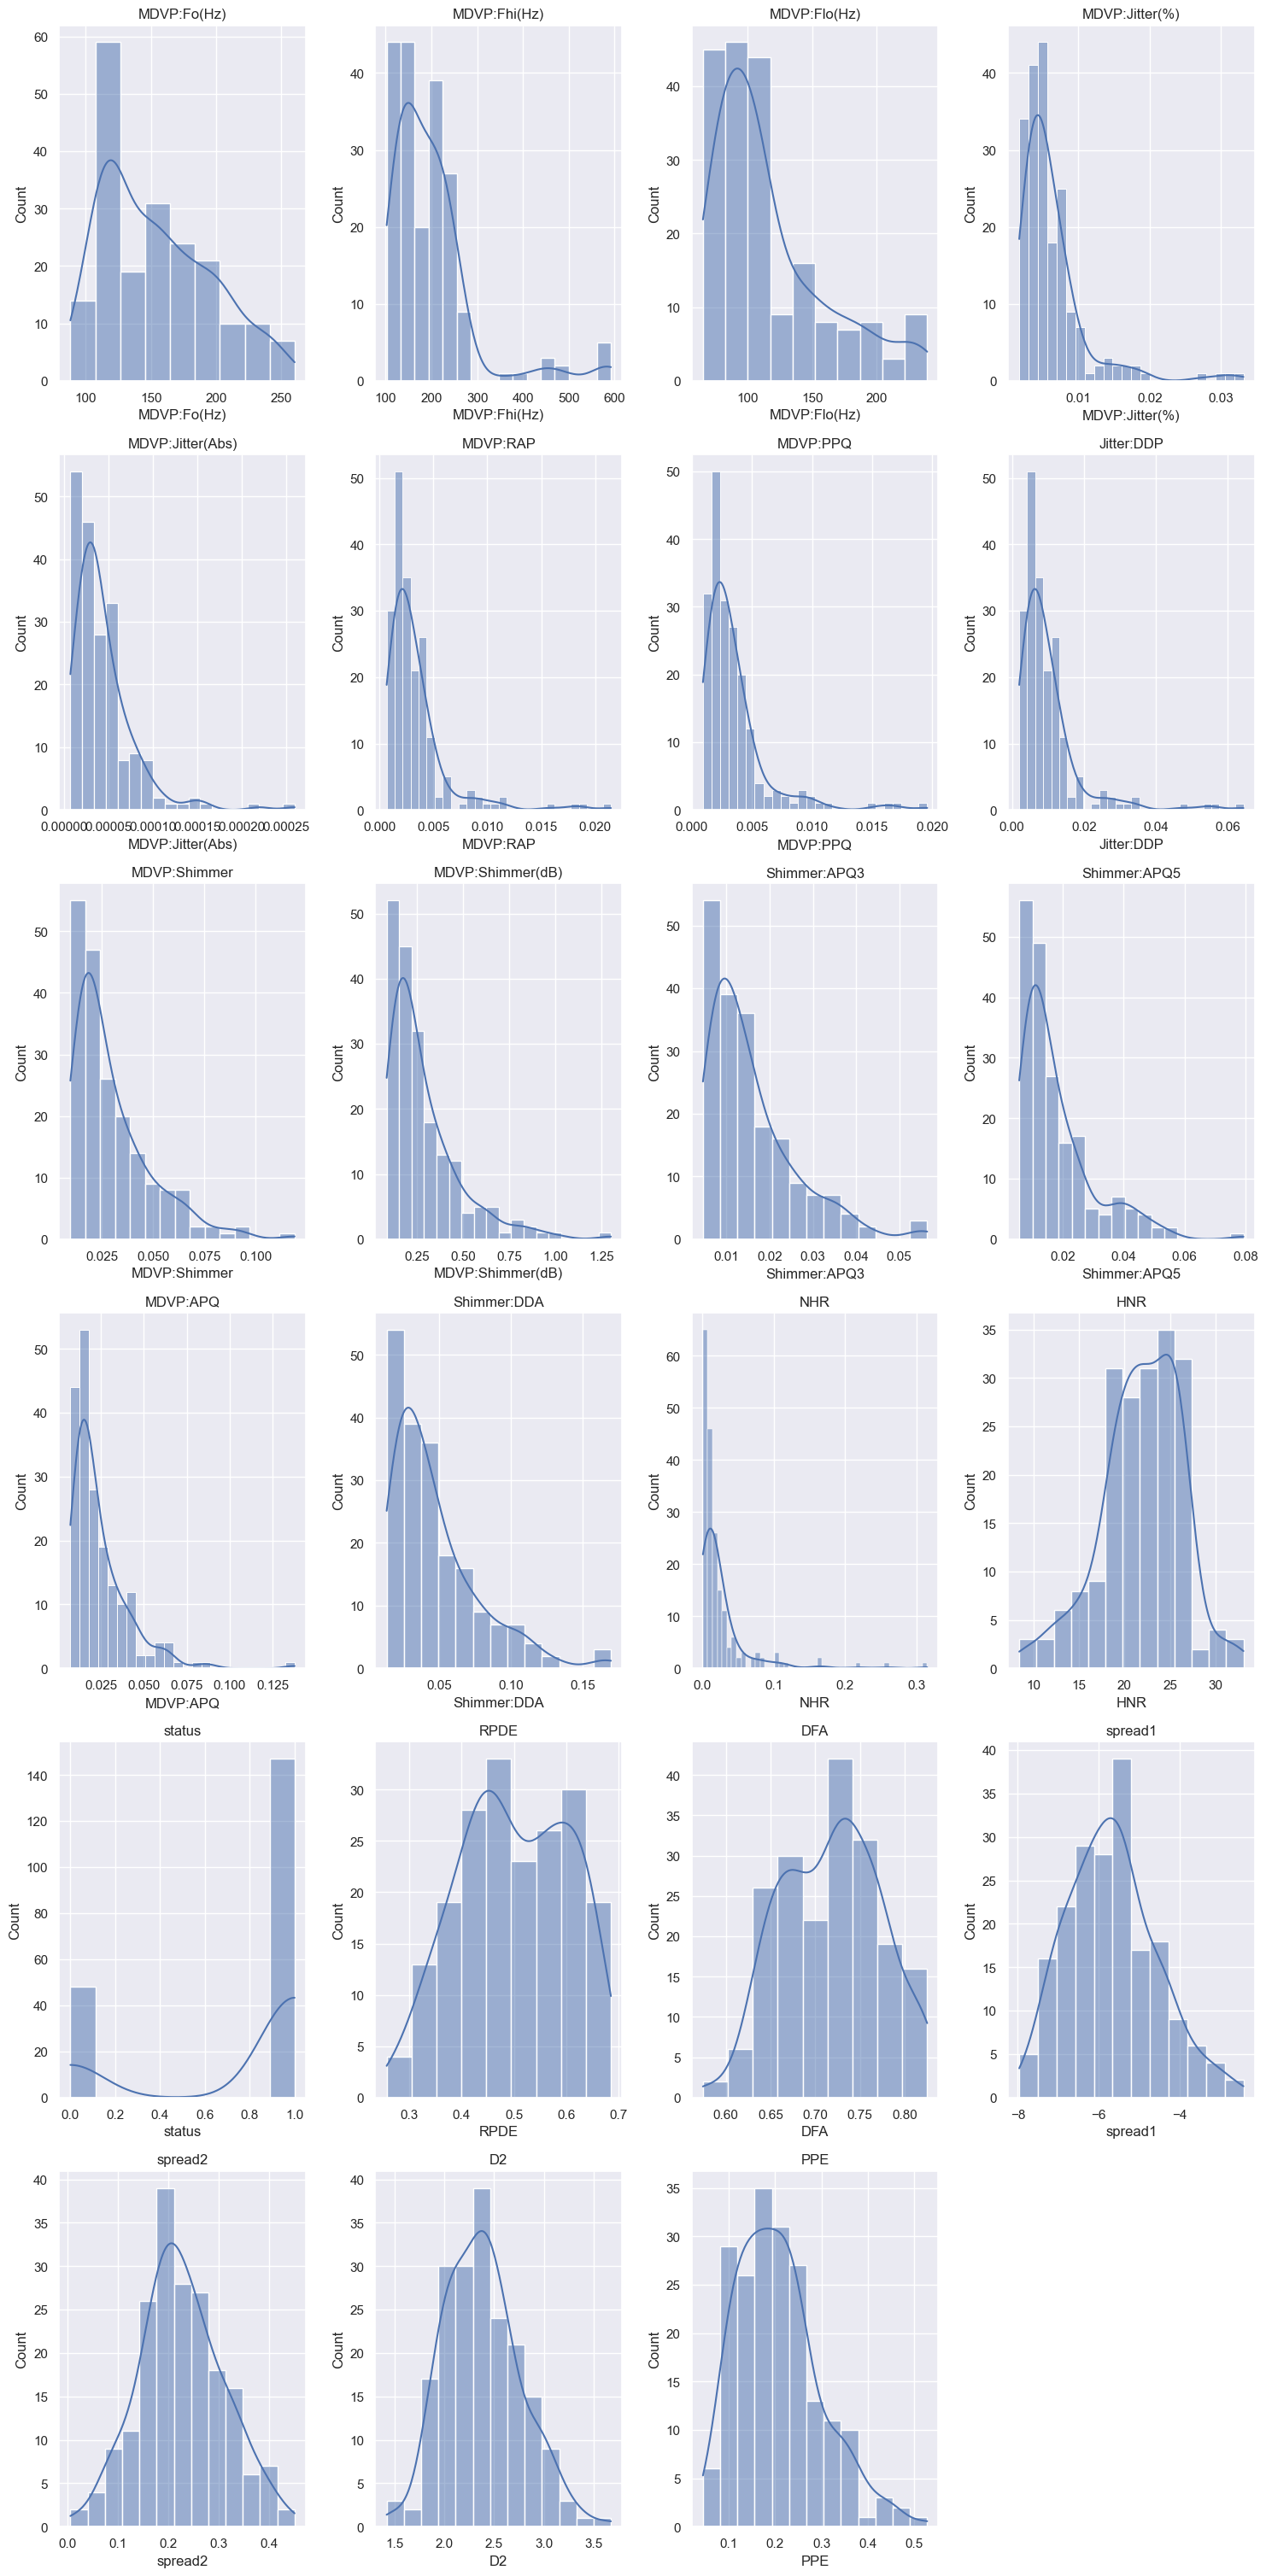 MDVP:Fo(Hz) MDVP:Fhi(Hz) MDVP:Flo(Hz) MDVP:Jitter(%)
Count 0 10 20 30 40 50 60
100 150 200 250
MDVP:Fo(Hz)
Count 0 10 20 30 40
100 200 300 400 500 600
MDVP:Fhi(Hz)
Count 0 10 20 30 40
100 150 200
MDVP:Flo(Hz)
Count 0 10 20 30 40
0.01 0.02 0.03
MDVP:Jitter(%)
MDVP:Jitter(Abs) MDVP:RAP MDVP:PPQ Jitter:DDP
Count 0 10 20 30 40 50
0.00000 0.00005 0.00010 0.00015 0.00020 0.00025
MDVP:Jitter(Abs)
Count 0 10 20 30 40 50
0.000 0.005 0.010 0.015 0.020
MDVP:RAP
Count 0 10 20 30 40 50
0.000 0.005 0.010 0.015 0.020
MDVP:PPQ
Count 0 10 20 30 40 50
0.00 0.02 0.04 0.06
Jitter:DDP
MDVP:Shimmer MDVP:Shimmer(dB) Shimmer:APQ3 Shimmer:APQ5
Count 0 10 20 30 40 50
0.025 0.050 0.075 0.100
MDVP:Shimmer
Count 0 10 20 30 40 50
0.25 0.50 0.75 1.00 1.25
MDVP:Shimmer(dB)
Count 0 10 20 30 40 50
0.01 0.02 0.03 0.04 0.05
Shimmer:APQ3
Count 0 10 20 30 40 50
0.02 0.04 0.06 0.08
Shimmer:APQ5
MDVP:APQ Shimmer:DDA NHR HNR
Count 0 10 20 30 40 50
0.025 0.050 0.075 0.100 0.125
MDVP:APQ
Count 0 10 20 30 40 50
0.05 0.10 0.15
Shimmer:DDA
Count 0 10 20 30 40 50 60
0.0 0.1 0.2 0.3
NHR
Count 0 5 10 15 20 25 30 35
10 15 20 25 30
HNR
status RPDE DFA spread1
Count 0 20 40 60 80 100 120 140
0.0 0.2 0.4 0.6 0.8 1.0
status
Count 0 5 10 15 20 25 30
0.3 0.4 0.5 0.6 0.7
RPDE
Count 0 5 10 15 20 25 30 35 40
0.60 0.65 0.70 0.75 0.80
DFA
Count 0 5 10 15 20 25 30 35 40
−8 −6 −4
spread1
spread2 D2 PPE
Count 0 5 10 15 20 25 30 35 40
0.0 0.1 0.2 0.3 0.4
spread2
Count 0 5 10 15 20 25 30 35 40
1.5 2.0 2.5 3.0 3.5
D2
Count 0 5 10 15 20 25 30 35
0.1 0.2 0.3 0.4 0.5
PPE